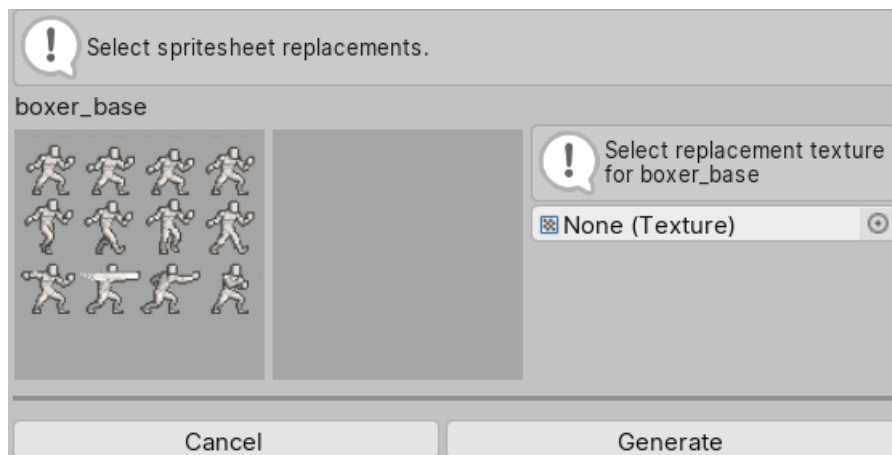 Select spritesheet replacements.
boxer_base
Select replacement texture
for boxer_base
None (Texture)
Cancel
Generate